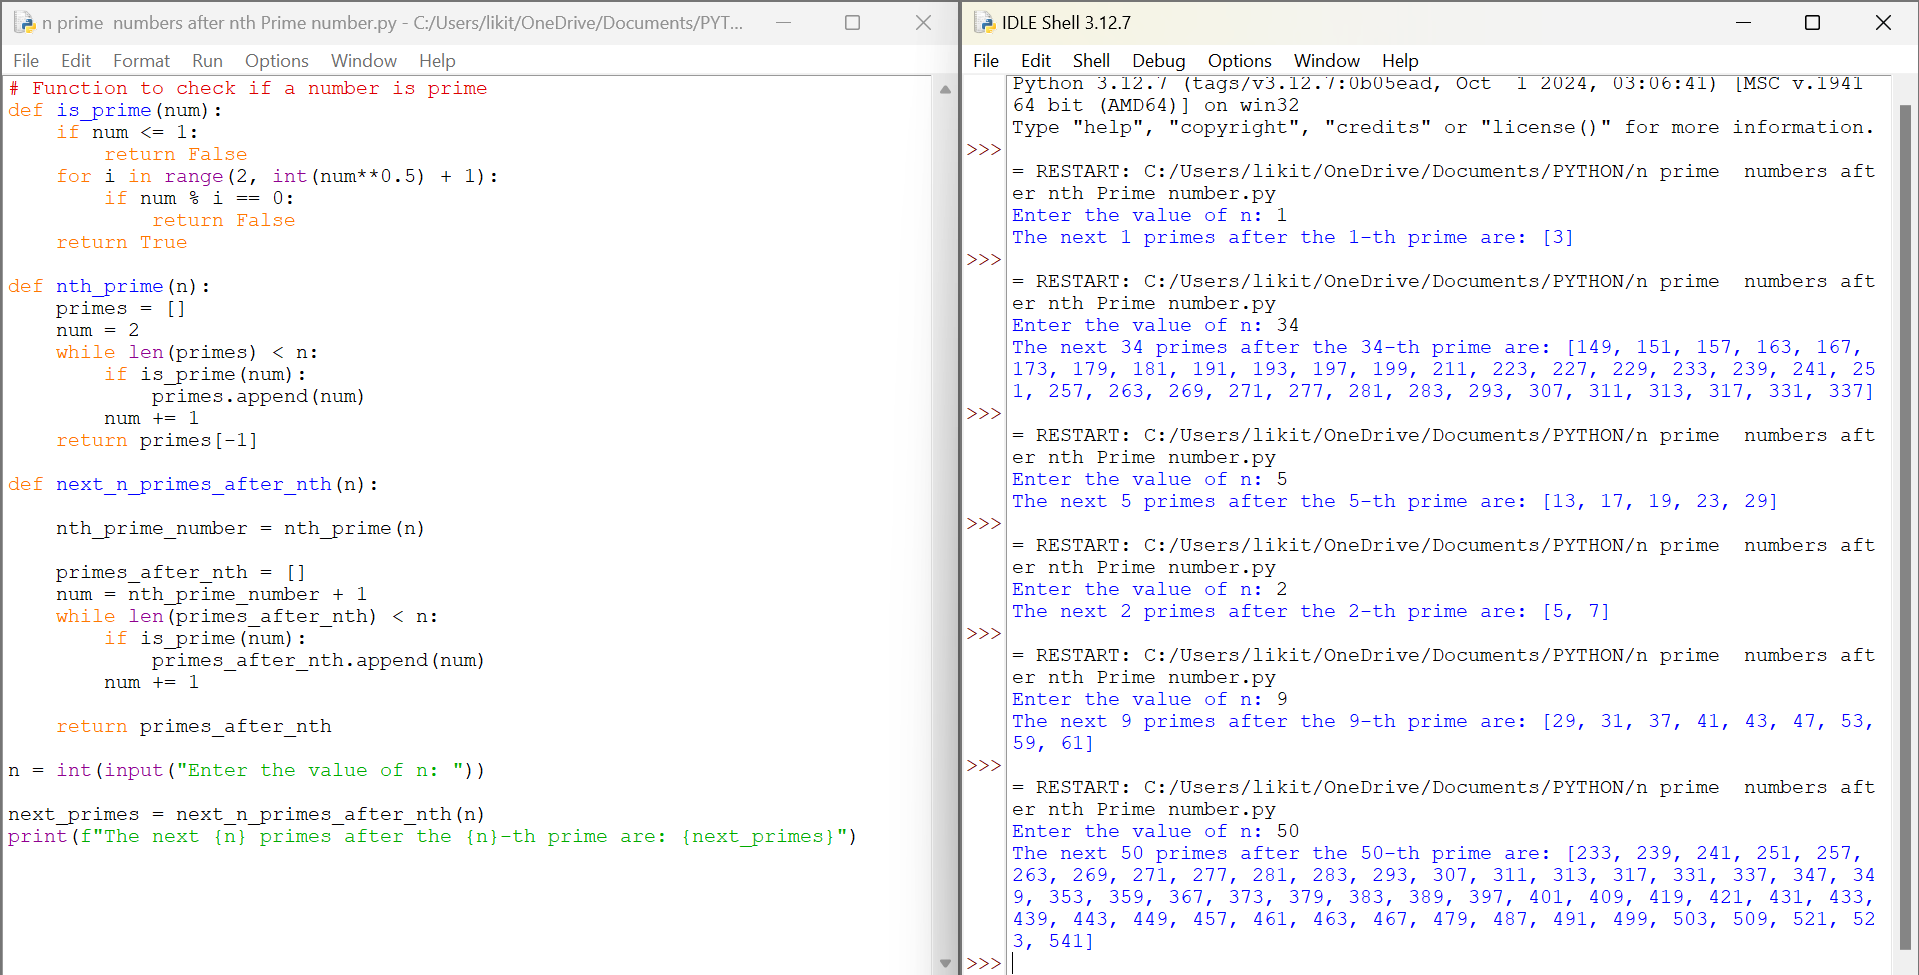 n prime  numbers after nth Prime number.py - C:/Users/likit/OneDrive/Documents/PYT...
File Edit Format Run Options Window Help
# Function to check if a number is prime
def is_prime(num):
    if num <= 1:
        return False
    for i in range(2, int(num**0.5) + 1):
        if num % i == 0:
            return False
    return True

def nth_prime(n):
    primes = []
    num = 2
    while len(primes) < n:
        if is_prime(num):
            primes.append(num)
        num += 1
    return primes[-1]

def next_n_primes_after_nth(n):

    nth_prime_number = nth_prime(n)

    primes_after_nth = []
    num = nth_prime_number + 1
    while len(primes_after_nth) < n:
        if is_prime(num):
            primes_after_nth.append(num)
        num += 1

    return primes_after_nth

n = int(input("Enter the value of n: "))

next_primes = next_n_primes_after_nth(n)
print(f"The next {n} primes after the {n}-th prime are: {next_primes}")
IDLE Shell 3.12.7
File Edit Shell Debug Options Window Help
Python 3.12.7 (tags/v3.12.7:0b05ead, Oct  1 2024, 03:06:41) [MSC v.1941
64 bit (AMD64)] on win32
Type "help", "copyright", "credits" or "license()" for more information.
>>>
= RESTART: C:/Users/likit/OneDrive/Documents/PYTHON/n prime  numbers aft
er nth Prime number.py
Enter the value of n: 1
The next 1 primes after the 1-th prime are: [3]
>>>
= RESTART: C:/Users/likit/OneDrive/Documents/PYTHON/n prime  numbers aft
er nth Prime number.py
Enter the value of n: 34
The next 34 primes after the 34-th prime are: [149, 151, 157, 163, 167,
173, 179, 181, 191, 193, 197, 199, 211, 223, 227, 229, 233, 239, 241, 25
1, 257, 263, 269, 271, 277, 281, 283, 293, 307, 311, 313, 317, 331, 337]
>>>
= RESTART: C:/Users/likit/OneDrive/Documents/PYTHON/n prime  numbers aft
er nth Prime number.py
Enter the value of n: 5
The next 5 primes after the 5-th prime are: [13, 17, 19, 23, 29]
>>>
= RESTART: C:/Users/likit/OneDrive/Documents/PYTHON/n prime  numbers aft
er nth Prime number.py
Enter the value of n: 2
The next 2 primes after the 2-th prime are: [5, 7]
>>>
= RESTART: C:/Users/likit/OneDrive/Documents/PYTHON/n prime  numbers aft
er nth Prime number.py
Enter the value of n: 9
The next 9 primes after the 9-th prime are: [29, 31, 37, 41, 43, 47, 53,
59, 61]
>>>
= RESTART: C:/Users/likit/OneDrive/Documents/PYTHON/n prime  numbers aft
er nth Prime number.py
Enter the value of n: 50
The next 50 primes after the 50-th prime are: [233, 239, 241, 251, 257,
263, 269, 271, 277, 281, 283, 293, 307, 311, 313, 317, 331, 337, 347, 34
9, 353, 359, 367, 373, 379, 383, 389, 397, 401, 409, 419, 421, 431, 433,
439, 443, 449, 457, 461, 463, 467, 479, 487, 491, 499, 503, 509, 521, 52
3, 541]
>>>